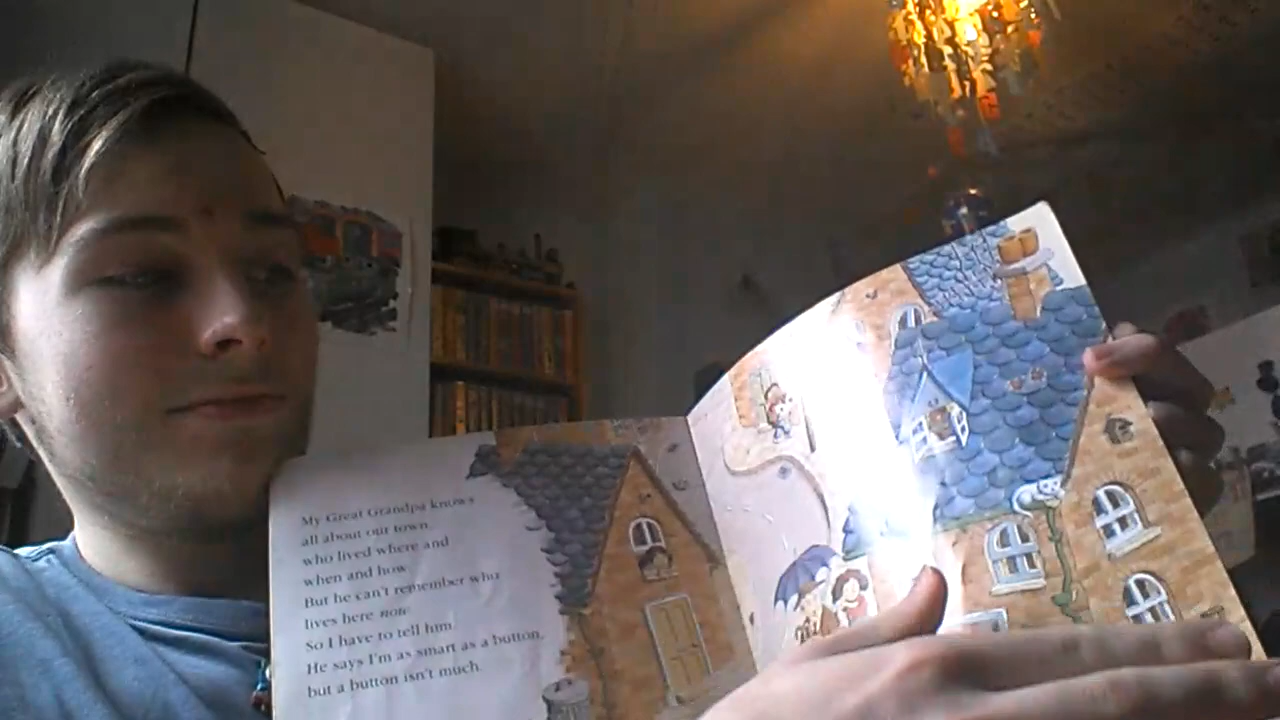 My Great Grandpa knows
all about our town,
who lived where and
when and how.
But he can't remember who
lives here now
So I have to tell him.
He says I'm as smart as a button,
but a button isn't much.